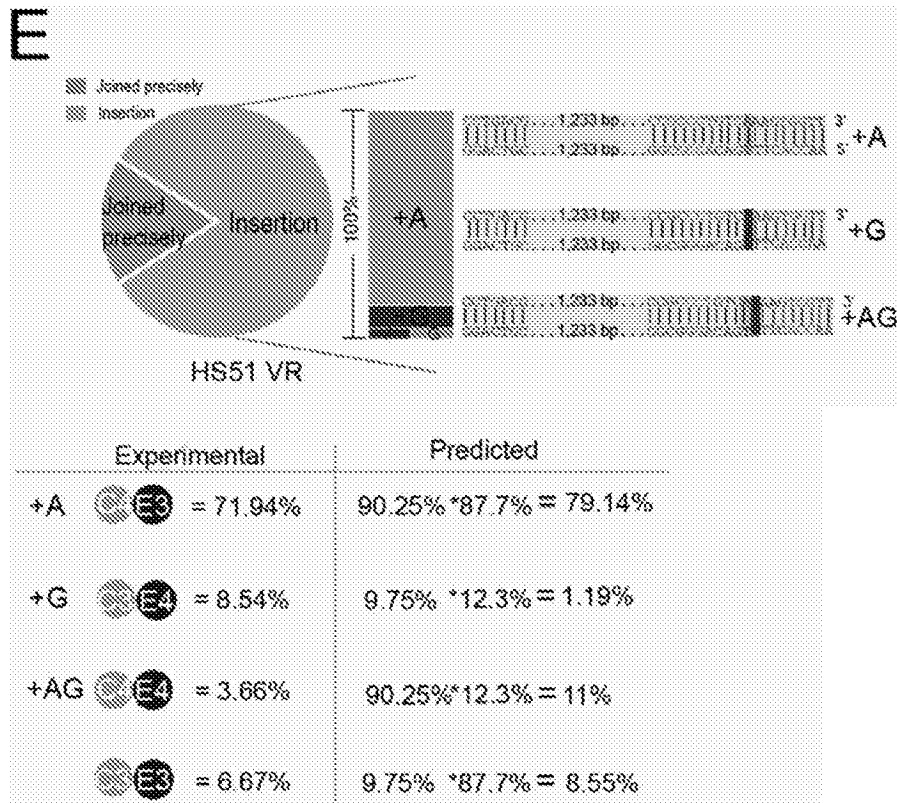 E
Joined precisely
Insertion
Joined
precisely
Insertion
HS51 VR
100%
+A
1,233 bp
1,233 bp
3'
5'
+A
1,233 bp
1,233 bp
3'
+G
1,233 bp
1,233 bp
3'
+AG
Experimental
Predicted
+A E3 = 71.94% 90.25% *87.7% = 79.14%
+G E4 = 8.54% 9.75% *12.3% = 1.19%
+AG E4 = 3.66% 90.25%*12.3% = 11%
E3 = 6.67% 9.75% *87.7% = 8.55%